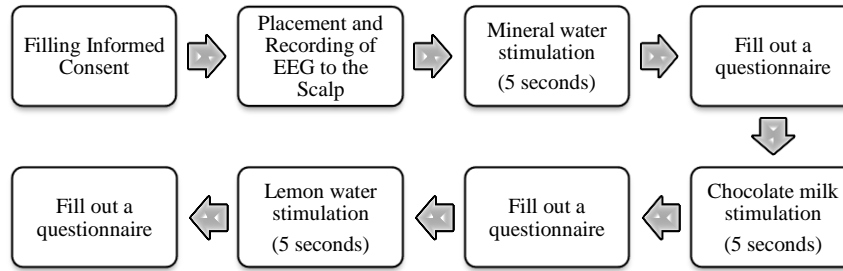 Filling Informed
Consent
Placement and
Recording of
EEG to the
Scalp
Mineral water
stimulation
(5 seconds)
Fill out a
questionnaire
Chocolate milk
stimulation
(5 seconds)
Fill out a
questionnaire
Lemon water
stimulation
(5 seconds)
Fill out a
questionnaire